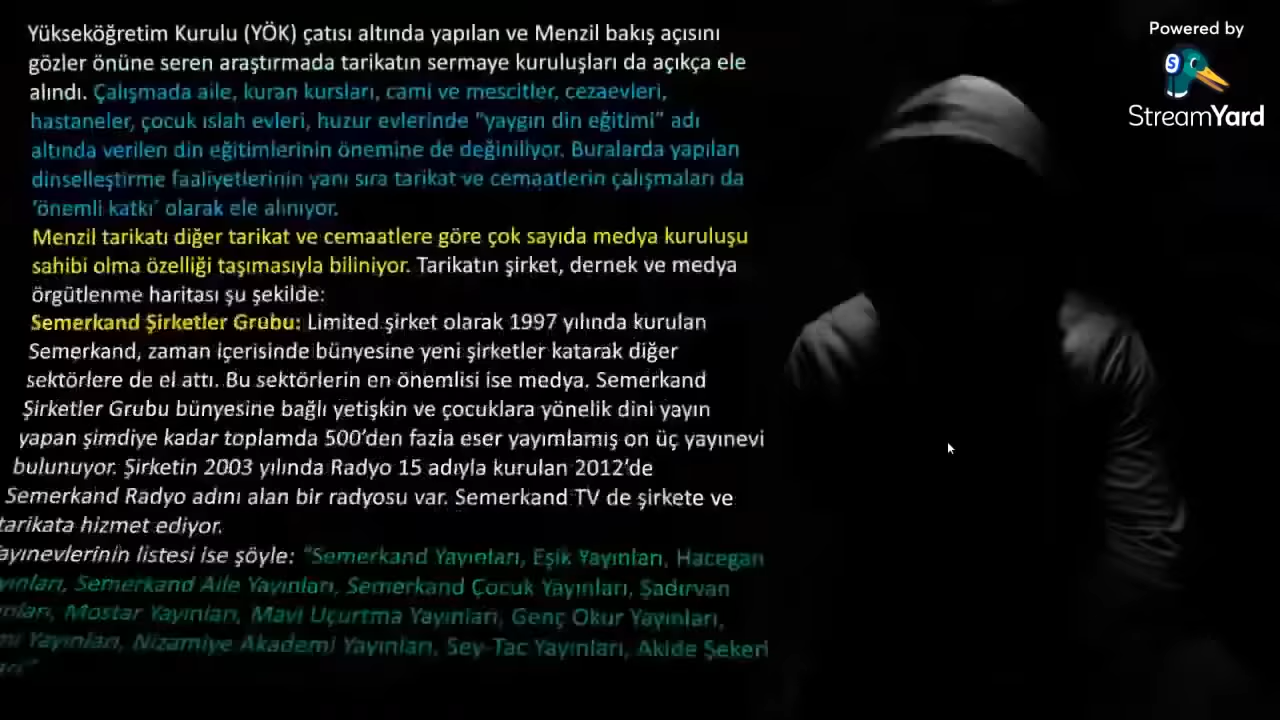 Yükseköğretim Kurulu (YÖK) çatısı altında yapılan ve Menzil bakış açısını
gözler önüne seren araştırmada tarikatın sermaye kuruluşları da açıkça ele
alındı. Çalışmada aile, kuran kursları, cami ve mescitler, cezaevleri,
hastaneler, çocuk ıslah evleri, huzur evlerinde “yaygın din eğitimi” adı
altında verilen din eğitimlerinin önemine de değiniliyor. Buralarda yapılan
dinselleştirme faaliyetlerinin yanı sıra tarikat ve cemaatlerin çalışmaları da
‘önemli katkı’ olarak ele alınıyor.
Menzil tarikatı diğer tarikat ve cemaatlere göre çok sayıda medya kuruluşu
sahibi olma özelliği taşımasıyla biliniyor. Tarikatın şirket, dernek ve medya
örgütlenme haritası şu şekilde:
Semerkand Şirketler Grubu: Limited şirket olarak 1997 yılında kurulan
Semerkand, zaman içerisinde bünyesine yeni şirketler katarak diğer
sektörlere de el attı. Bu sektörlerin en önemlisi ise medya. Semerkand
Şirketler Grubu bünyesine bağlı yetişkin ve çocuklara yönelik dini yayın
yapan şimdiye kadar toplamda 500’den fazla eser yayımlamış on üç yayınevi
bulunuyor. Şirketin 2003 yılında Radyo 15 adıyla kurulan 2012’de
Semerkand Radyo adını alan bir radyosu var. Semerkand TV de şirkete ve
tarikata hizmet ediyor.
ayınevlerinin listesi ise şöyle: “Semerkand Yayınları, Eşik Yayınları, Hacegan
yınları, Semerkand Aile Yayınları, Semerkand Çocuk Yayınları, Şadırvan
nları, Mostar Yayınları, Mavi Uçurtma Yayınları, Genç Okur Yayınları,
mı Yayınları, Nizamiye Akademi Yayınları, Sey-Tac Yayınları, Akide Şekeri
Powered by
StreamYard